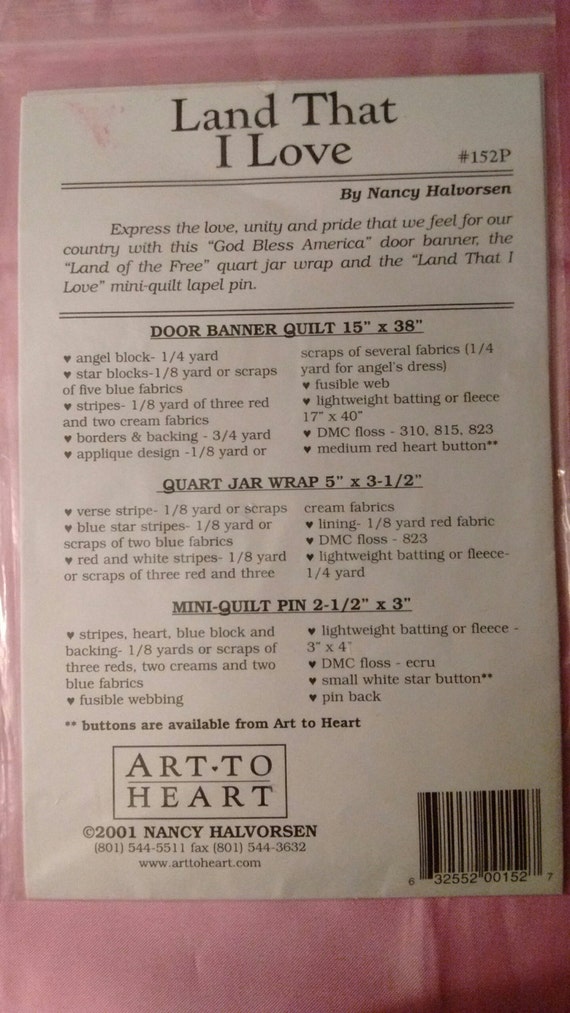 Land That
I Love
#152P
By Nancy Halvorsen
Express the love, unity and pride that we feel for our
country with this "God Bless America" door banner, the
"Land of the Free" quart jar wrap and the "Land That I
Love" mini-quilt lapel pin.
DOOR BANNER QUILT 15" x 38"
♥ angel block- 1/4 yard
♥ star blocks-1/8 yard or scraps
of five blue fabrics
♥ stripes- 1/8 yard of three red
and two cream fabrics
♥ borders & backing - 3/4 yard
♥ applique design -1/8 yard or
scraps of several fabrics (1/4
yard for angel's dress)
♥ fusible web
♥ lightweight batting or fleece
17" x 40"
♥ DMC floss - 310, 815, 823
♥ medium red heart button**
QUART JAR WRAP 5" x 3-1/2"
♥ verse stripe- 1/8 yard or scraps
♥ blue star stripes- 1/8 yard or
scraps of two blue fabrics
♥ red and white stripes- 1/8 yard
or scraps of three red and three
cream fabrics
♥ lining- 1/8 yard red fabric
♥ DMC floss - 823
♥ lightweight batting or fleece-
1/4 yard
MINI-QUILT PIN 2-1/2" x 3"
♥ stripes, heart, blue block and
backing- 1/8 yards or scraps of
three reds, two creams and two
blue fabrics
♥ fusible webbing
♥ lightweight batting or fleece -
3" x 4"
♥ DMC floss - ecru
♥ small white star button**
♥ pin back
** buttons are available from Art to Heart
ART♥TO
HEART
©2001 NANCY HALVORSEN
(801) 544-5511 fax (801) 544-3632
www.arttoheart.com
6 32552 00152 7